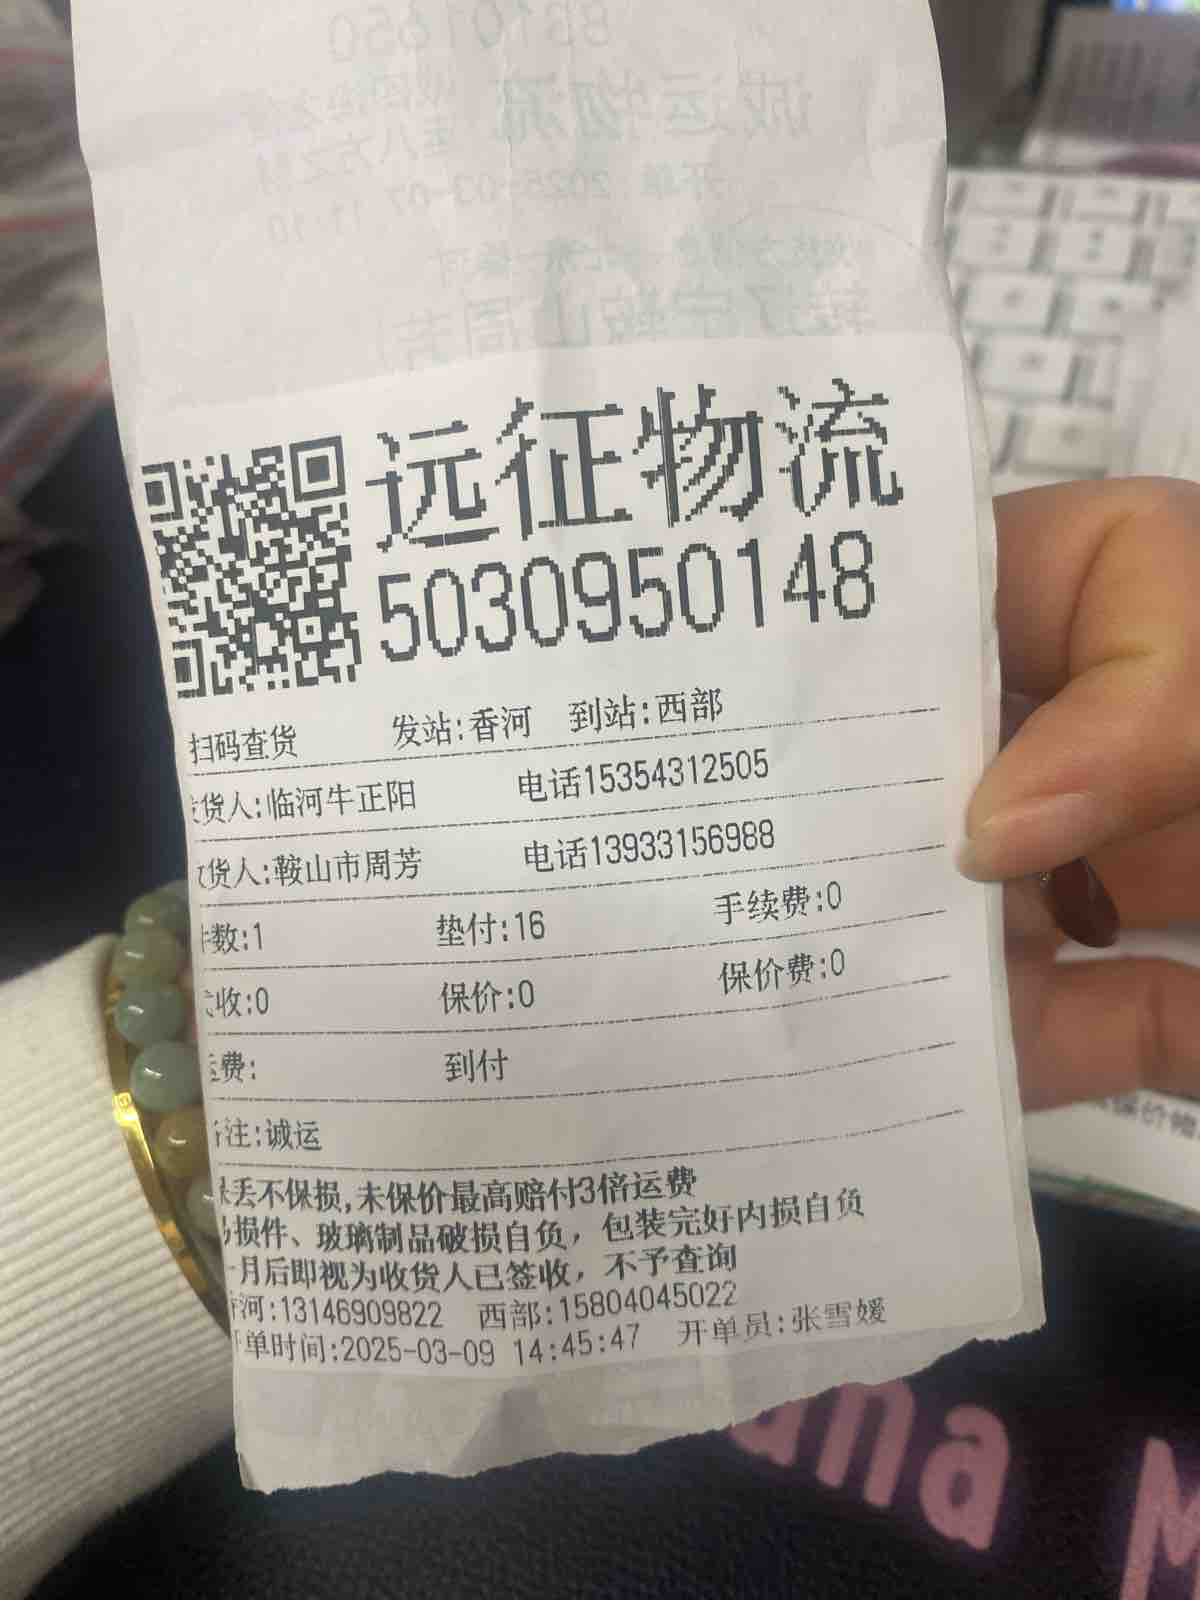 远征物流
5030950148
扫码查货 发站:香河 到站:西部
货人:临河牛正阳 电话15354312505
货人:鞍山市周芳 电话13933156988
数:1 垫付:16 手续费:0
收:0 保价:0 保价费:0
费: 到付
注:诚运
丢不保损,未保价最高赔付3倍运费
损件、玻璃制品破损自负，包装完好内损自负
一月后即视为收货人已签收，不予查询
河:13146909822 西部:15804045022
单时间:2025-03-09 14:45:47 开单员:张雪媛
una M